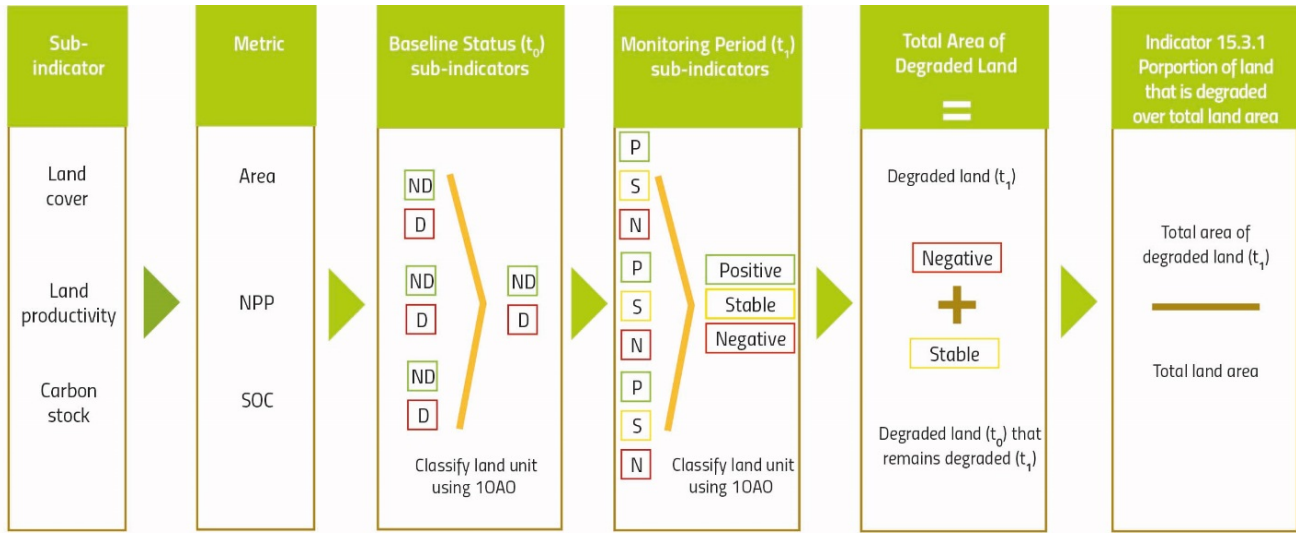 Sub-
indicator
Metric
Baseline Status (t₀)
sub-indicators
Monitoring Period (t₁)
sub-indicators
Total Area of
Degraded Land
=
Indicator 15.3.1
Porportion of land
that is degraded
over total land area
Land
cover
Land
productivity
Carbon
stock
Area
NPP
SOC
ND
D
ND
D
ND
D
ND
D
Classify land unit
using 1OAO
P
S
N
P
S
N
P
S
N
Positive
Stable
Negative
Classify land unit
using 1OAO
Degraded land (t₁)
Negative
+
Stable
Degraded land (t₀) that
remains degraded (t₁)
Total area of
degraded land (t₁)
Total land area